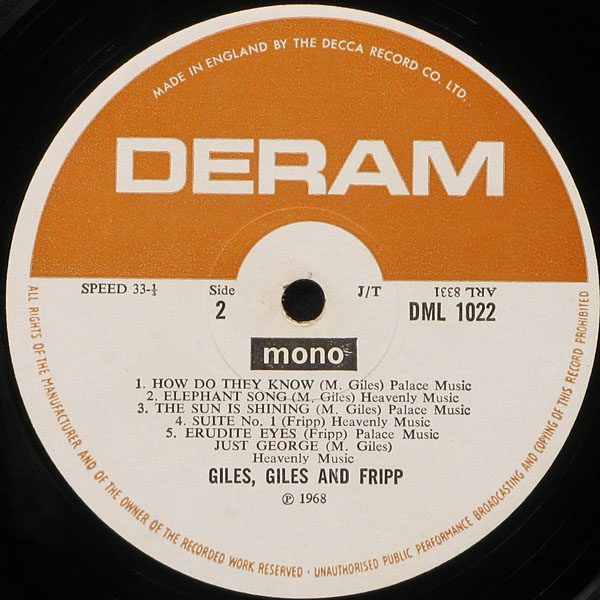 MADE IN ENGLAND BY THE DECCA RECORD CO. LTD.
DERAM
SPEED 33-⅓
Side
2
J/T
ARL 8331
DML 1022
mono
1. HOW DO THEY KNOW (M. Giles) Palace Music
2. ELEPHANT SONG (M. Giles) Heavenly Music
3. THE SUN IS SHINING (M. Giles) Palace Music
4. SUITE No. 1 (Fripp) Heavenly Music
5. ERUDITE EYES (Fripp) Palace Music
JUST GEORGE (M. Giles)
Heavenly Music
GILES, GILES AND FRIPP
℗ 1968
ALL RIGHTS OF THE MANUFACTURER AND OF THE OWNER OF THE RECORDED WORK RESERVED · UNAUTHORISED PUBLIC PERFORMANCE BROADCASTING AND COPYING OF THIS RECORD PROHIBITED